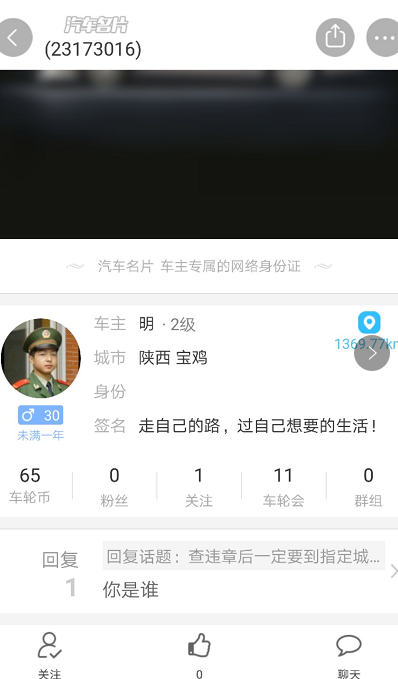 汽车名片
(23173016)
汽车名片 车主专属的网络身份证
车主 明 · 2级
1369.77km
城市 陕西 宝鸡
身份
30
未满一年
签名 走自己的路，过自己想要的生活！
65 0 1 11 0
车轮币 粉丝 关注 车轮会 群组
回复 回复话题：查违章后一定要到指定城...
1 你是谁
关注 0 聊天